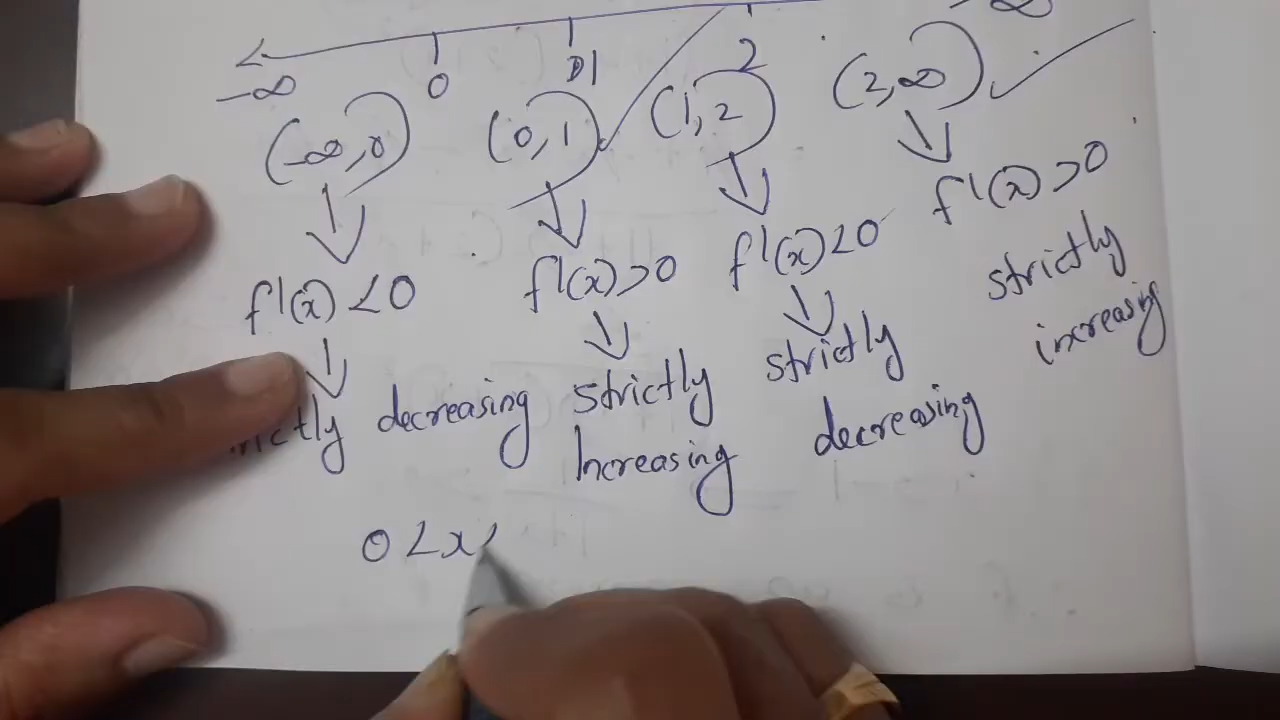 -∞ 0 1 2 -∞
(-∞,0) (0,1) (1,2) (2,∞)
f'(x) <0 f'(x) >0 f'(x) <0 f'(x) >0
decreasing strictly strictly strictly
Increasing decreasing increasing
0 < x <